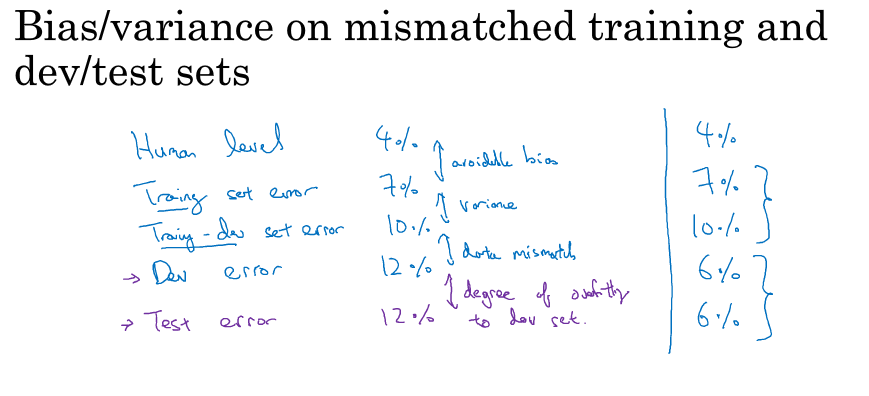 Bias/variance on mismatched training and
dev/test sets
Human level 4% 4%
avoidable bias
Training set error 7% 7%
variance
Training-dev set error 10% 10%
data mismatch
→ Dev error 12% 6%
degree of overfitting
→ Test error 12% to dev set. 6%